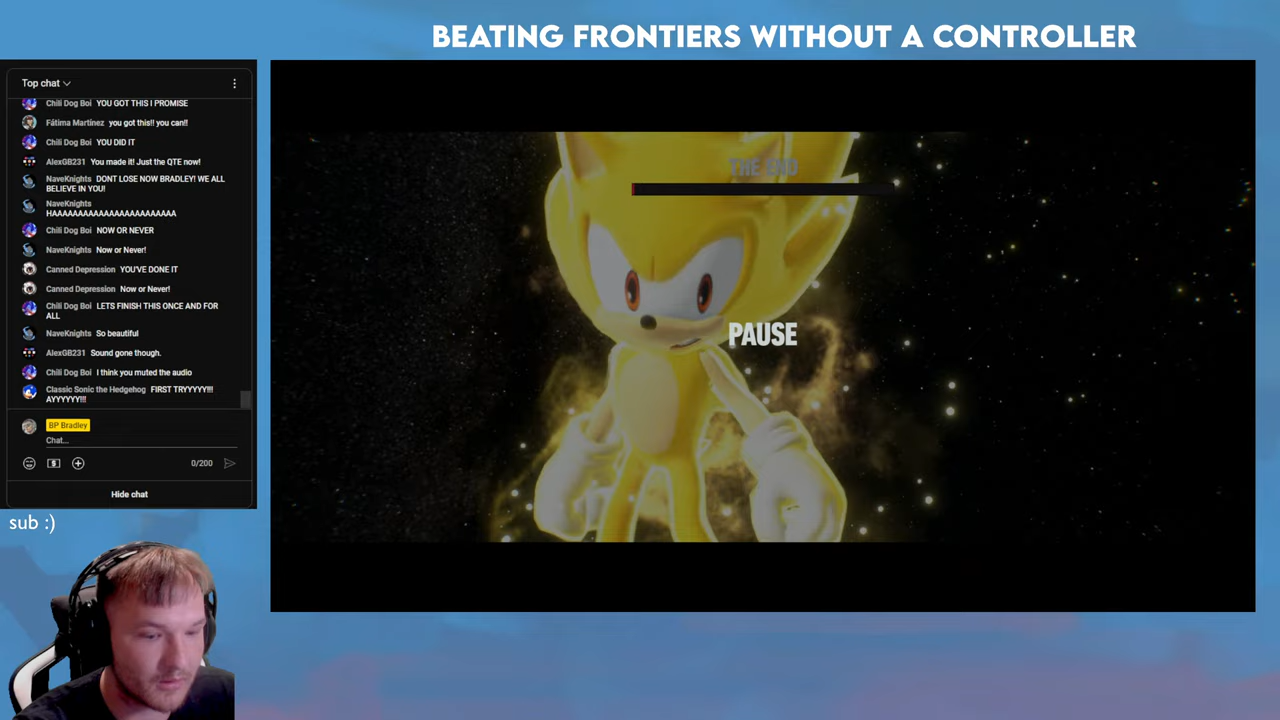 BEATING FRONTIERS WITHOUT A CONTROLLER
Top chat
Chili Dog Boi YOU GOT THIS I PROMISE
Fátima Martínez you got this!! you can!!
Chili Dog Boi YOU DID IT
AlexGB231 You made it! Just the QTE now!
NaveKnights DONT LOSE NOW BRADLEY! WE ALL
BELIEVE IN YOU!
NaveKnights
HAAAAAAAAAAAAAAAAAAAAAAAA
Chili Dog Boi NOW OR NEVER
NaveKnights Now or Never!
Canned Depression YOU'VE DONE IT
Canned Depression Now or Never!
Chili Dog Boi LETS FINISH THIS ONCE AND FOR
ALL
NaveKnights So beautiful
AlexGB231 Sound gone though.
Chili Dog Boi I think you muted the audio
Classic Sonic the Hedgehog FIRST TRYYYYY!!!
AYYYYYY!!!
BP Bradley
Chat...
0/200
Hide chat
sub :)
THE END
PAUSE